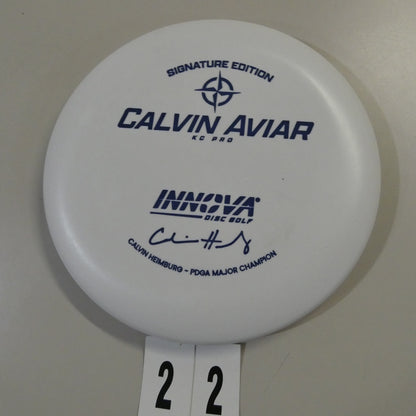 SIGNATURE EDITION
CALVIN AVIAR
KC PRO
INNOVA
DISC GOLF
CALVIN HEIMBURG – PDGA MAJOR CHAMPION
2 2